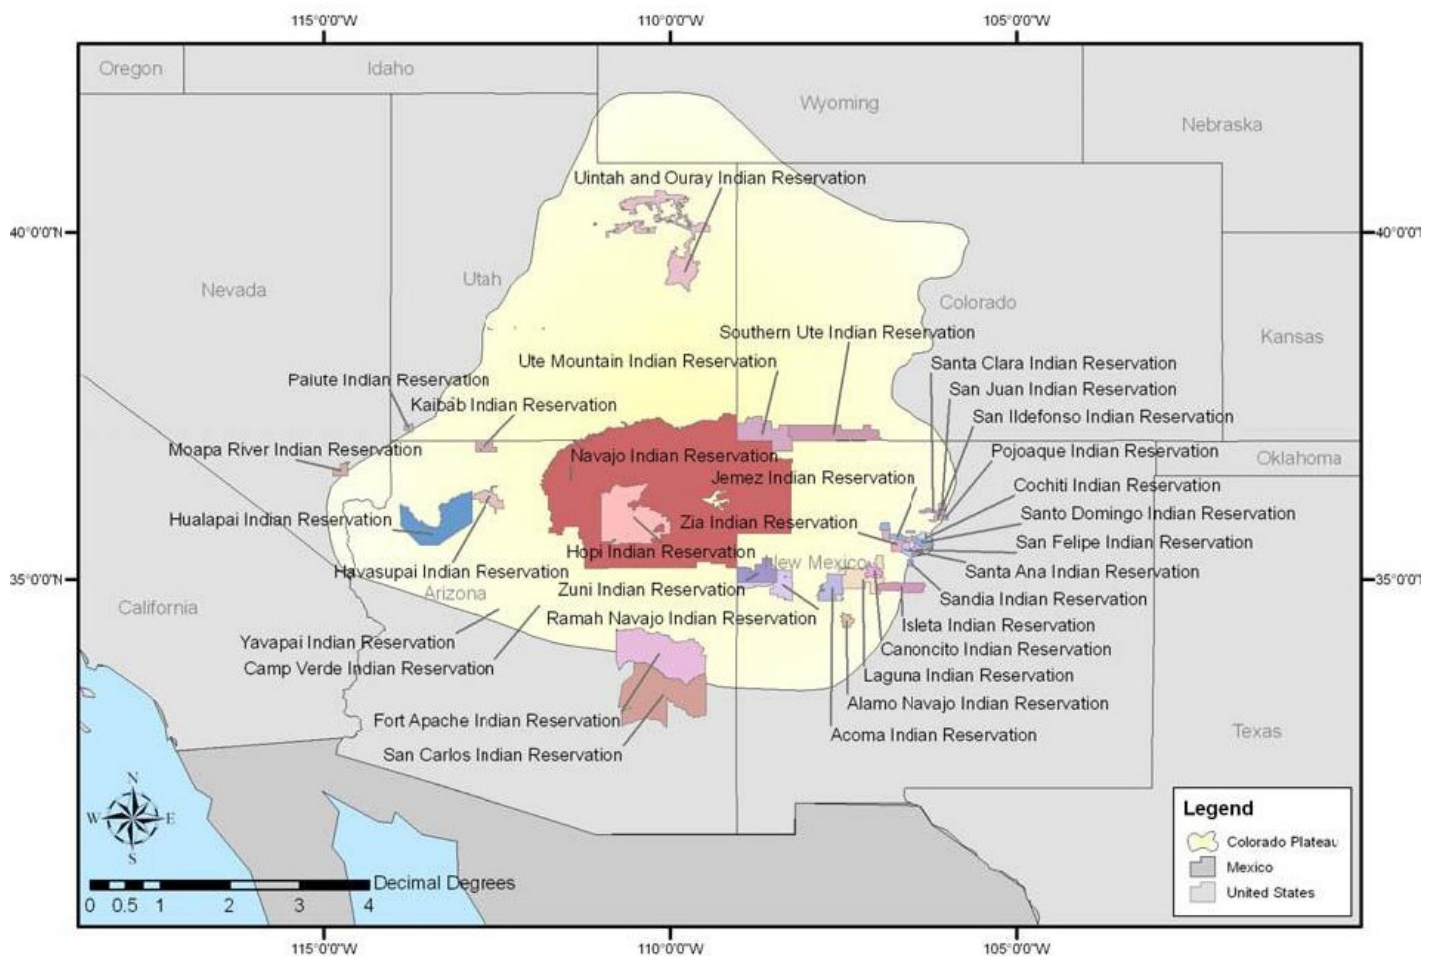 115°0'0"W 110°0'0"W 105°0'0"W
Oregon
Idaho
Wyoming
Nebraska
Uintah and Ouray Indian Reservation
40°0'0"N
40°0'0"
Utah
Nevada
Colorado
Southern Ute Indian Reservation
Kansas
Ute Mountain Indian Reservation
Santa Clara Indian Reservation
Paiute Indian Reservation
San Juan Indian Reservation
Kaibab Indian Reservation
San Ildefonso Indian Reservation
Moapa River Indian Reservation
Navajo Indian Reservation
Pojoaque Indian Reservation
Oklahoma
Jemez Indian Reservation
Cochiti Indian Reservation
Hualapai Indian Reservation
Zia Indian Reservation
Santo Domingo Indian Reservation
Hopi Indian Reservation
San Felipe Indian Reservation
New Mexico
Havasupai Indian Reservation
Santa Ana Indian Reservation
35°0'0"N
35°0'0"
Arizona
Zuni Indian Reservation
Sandia Indian Reservation
California
Ramah Navajo Indian Reservation
Isleta Indian Reservation
Yavapai Indian Reservation
Canoncito Indian Reservation
Camp Verde Indian Reservation
Laguna Indian Reservation
Alamo Navajo Indian Reservation
Fort Apache Indian Reservation
Acoma Indian Reservation
Texas
San Carlos Indian Reservation
N
W E
S
Legend
Colorado Plateau
Mexico
United States
Decimal Degrees
0 0.5 1 2 3 4
115°0'0"W 110°0'0"W 105°0'0"W